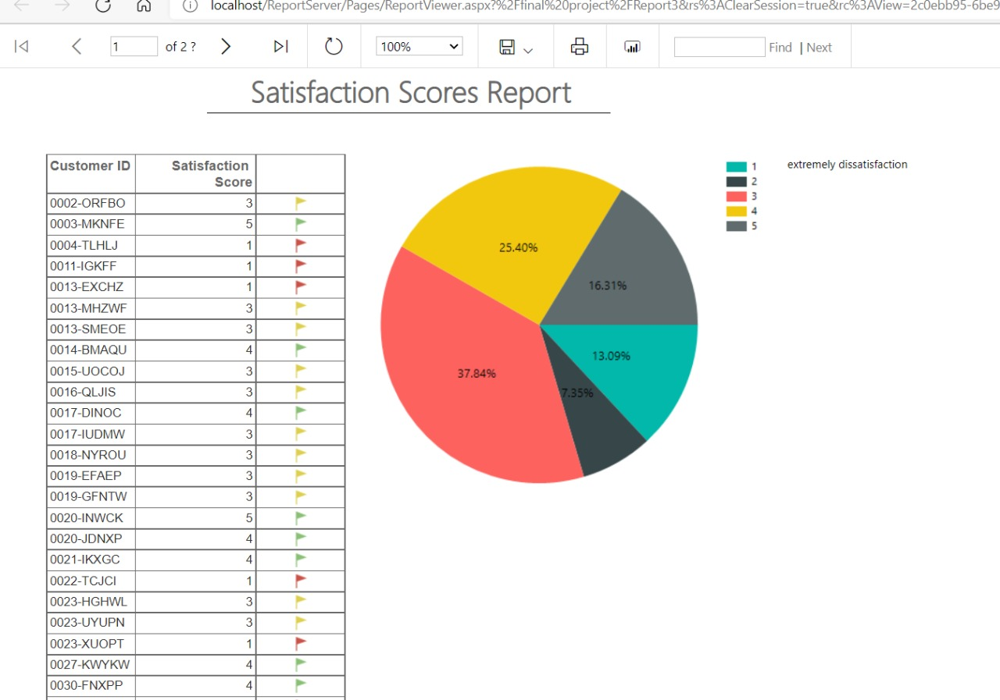 localhost/ReportServer/Pages/ReportViewer.aspx?%2Ffinal%20project%2FReport3&rs%3AClearSession=true&rc%3AView=2c0ebb95-6be9
1 of 2 ? 100% Find | Next
Satisfaction Scores Report
Customer ID Satisfaction
Score
0002-ORFBO 3
0003-MKNFE 5
0004-TLHLJ 1
0011-IGKFF 1
0013-EXCHZ 1
0013-MHZWF 3
0013-SMEOE 3
0014-BMAQU 4
0015-UOCOJ 3
0016-QLJIS 3
0017-DINOC 4
0017-IUDMW 3
0018-NYROU 3
0019-EFAEP 3
0019-GFNTW 3
0020-INWCK 5
0020-JDNXP 4
0021-IKXGC 4
0022-TCJCI 1
0023-HGHWL 3
0023-UYUPN 3
0023-XUOPT 1
0027-KWYKW 4
0030-FNXPP 4
25.40%
16.31%
13.09%
37.84%
7.35%
1 extremely dissatisfaction
2
3
4
5